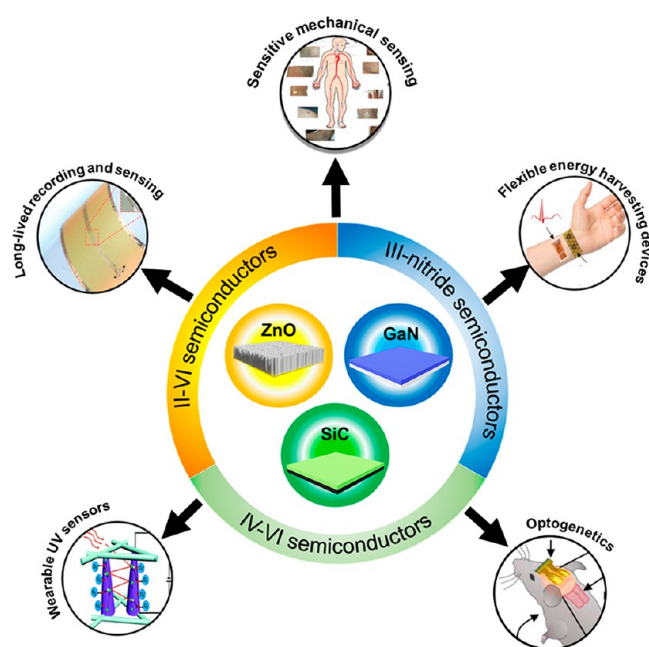 Sensitive mechanical sensing
Long-lived recording and sensing
Flexible energy harvesting devices
II-VI semiconductors
III-nitride semiconductors
ZnO
GaN
SiC
IV-VI semiconductors
Wearable UV sensors
Optogenetics